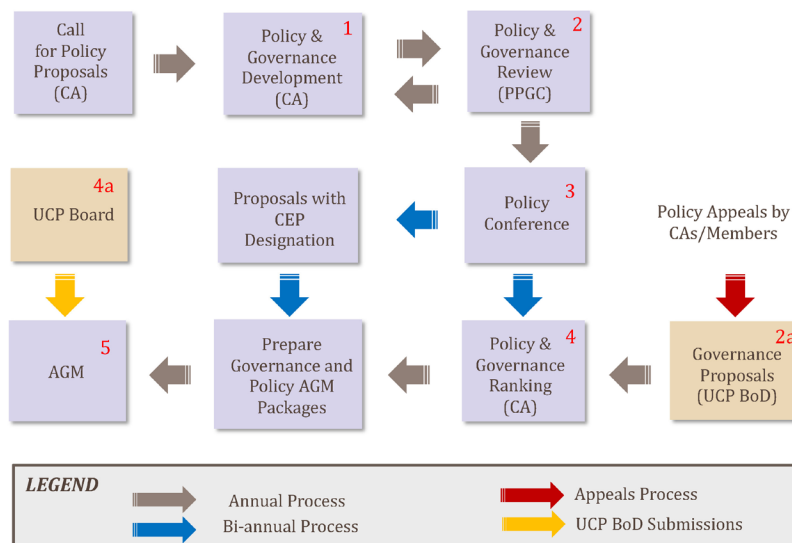 Call
for Policy
Proposals
(CA)
1
Policy &
Governance
Development
(CA)
2
Policy &
Governance
Review
(PPGC)
4a
UCP Board
Proposals with
CEP
Designation
3
Policy
Conference
Policy Appeals by
CAs/Members
5
AGM
Prepare
Governance and
Policy AGM
Packages
4
Policy &
Governance
Ranking
(CA)
2a
Governance
Proposals
(UCP BoD)
LEGEND
Annual Process
Bi-annual Process
Appeals Process
UCP BoD Submissions